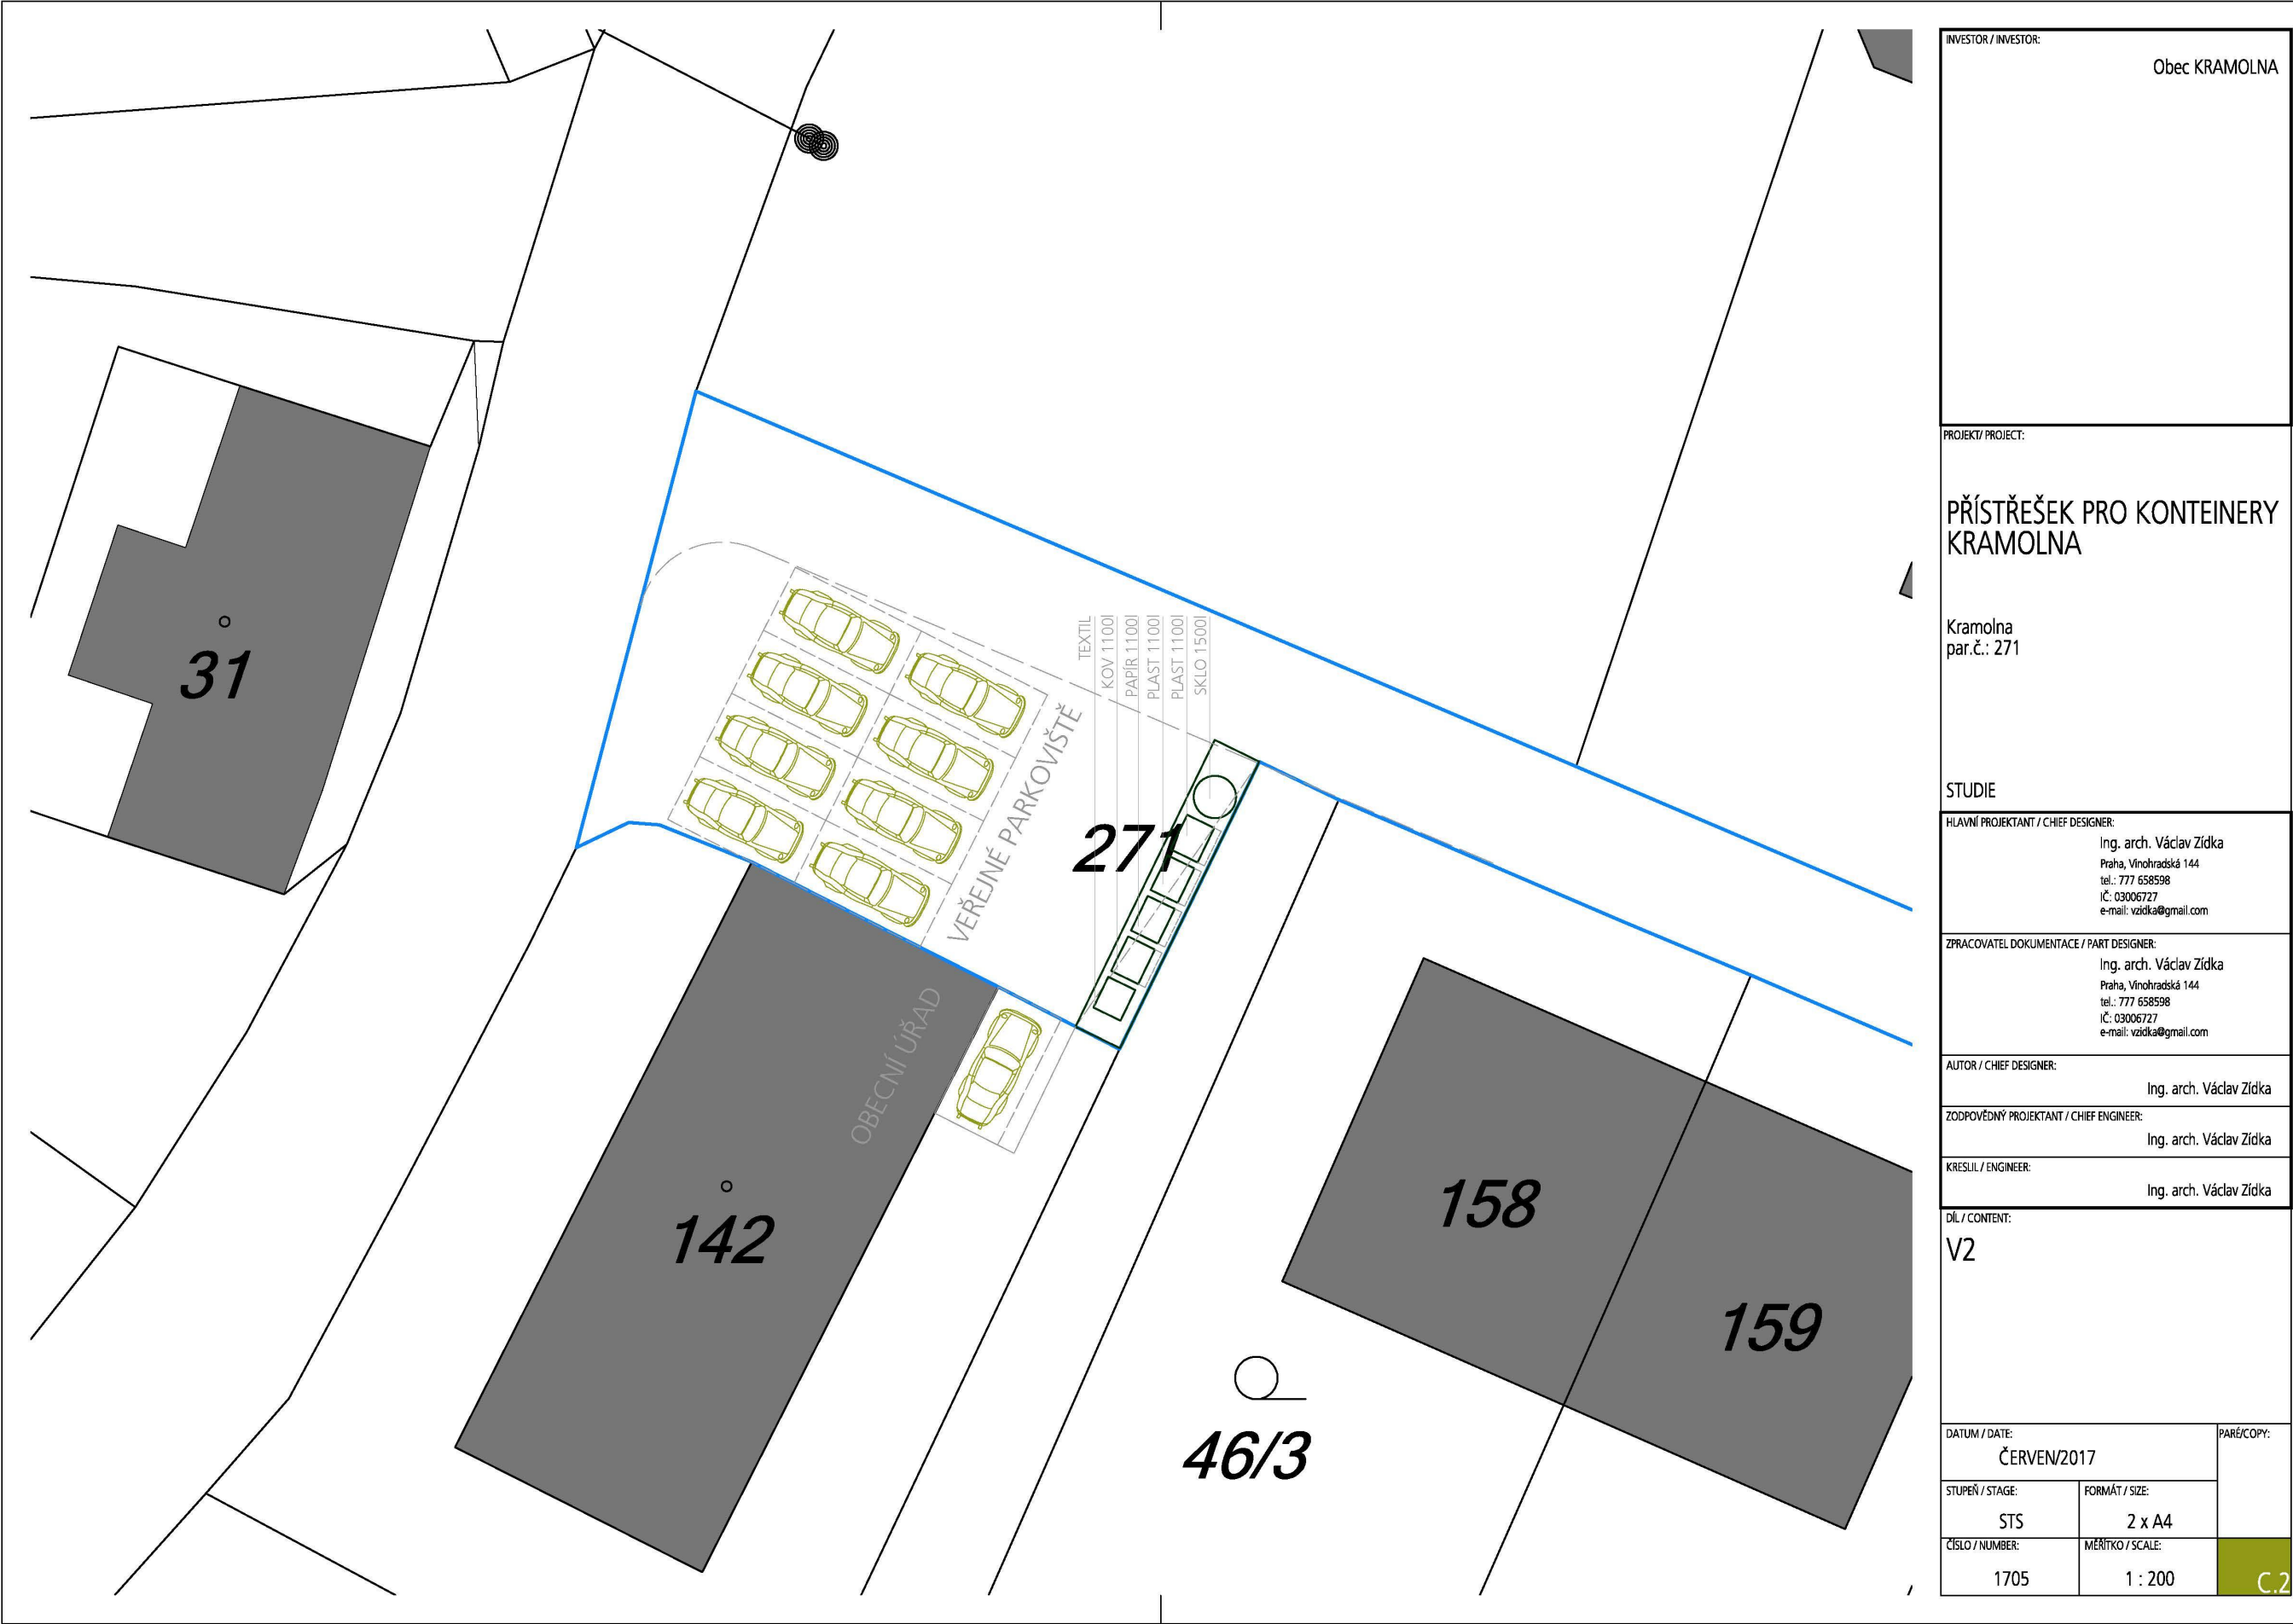 31
TEXTIL
KOV 1100l
PAPÍR 1100l
PLAST 1100l
PLAST 1100l
SKLO 1500l
VEŘEJNÉ PARKOVIŠTĚ
271
OBECNÍ ÚŘAD
142
158
159
46/3
INVESTOR / INVESTOR:
Obec KRAMOLNA
PROJEKT/ PROJECT:
PŘÍSTŘEŠEK PRO KONTEINERY
KRAMOLNA
Kramolna
par.č.: 271
STUDIE
HLAVNÍ PROJEKTANT / CHIEF DESIGNER:
Ing. arch. Václav Zídka
Praha, Vinohradská 144
tel.: 777 658598
IČ: 03006727
e-mail: vzidka@gmail.com
ZPRACOVATEL DOKUMENTACE / PART DESIGNER:
Ing. arch. Václav Zídka
Praha, Vinohradská 144
tel.: 777 658598
IČ: 03006727
e-mail: vzidka@gmail.com
AUTOR / CHIEF DESIGNER:
Ing. arch. Václav Zídka
ZODPOVĚDNÝ PROJEKTANT / CHIEF ENGINEER:
Ing. arch. Václav Zídka
KRESLIL / ENGINEER:
Ing. arch. Václav Zídka
DÍL / CONTENT:
V2
DATUM / DATE:
ČERVEN/2017
PARÉ/COPY:
STUPEŇ / STAGE:
STS
FORMÁT / SIZE:
2 x A4
ČÍSLO / NUMBER:
1705
MĚŘÍTKO / SCALE:
1 : 200
C.2